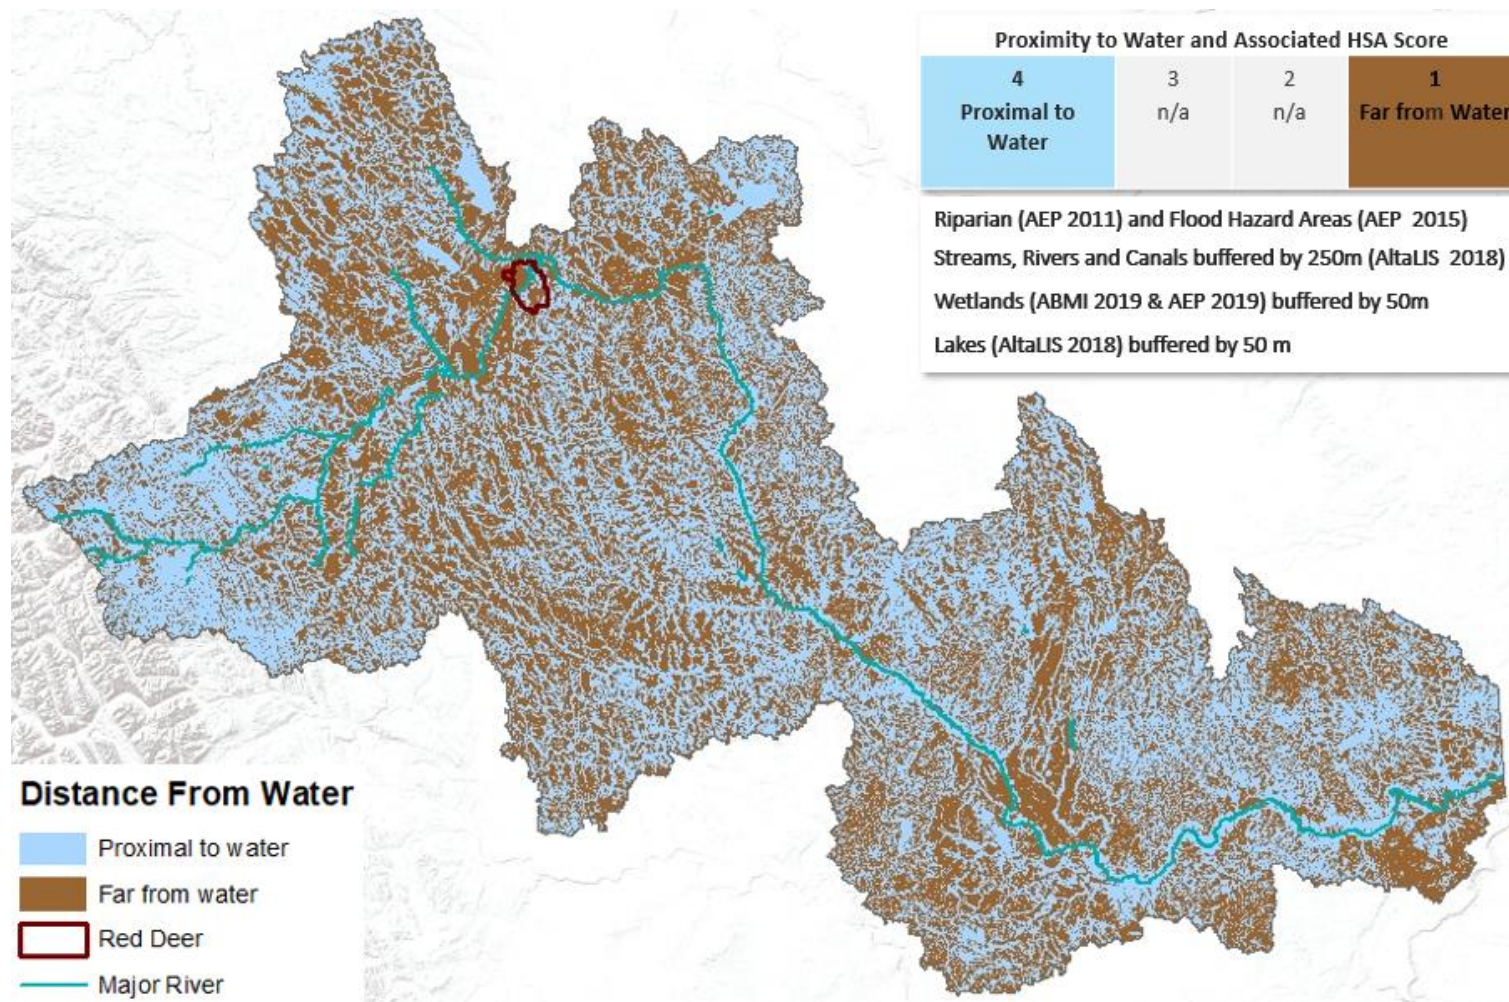 Proximity to Water and Associated HSA Score
4
Proximal to
Water
3
n/a
2
n/a
1
Far from Water
Riparian (AEP 2011) and Flood Hazard Areas (AEP 2015)
Streams, Rivers and Canals buffered by 250m (AltaLIS 2018)
Wetlands (ABMI 2019 & AEP 2019) buffered by 50m
Lakes (AltaLIS 2018) buffered by 50 m
Distance From Water
Proximal to water
Far from water
Red Deer
Major River